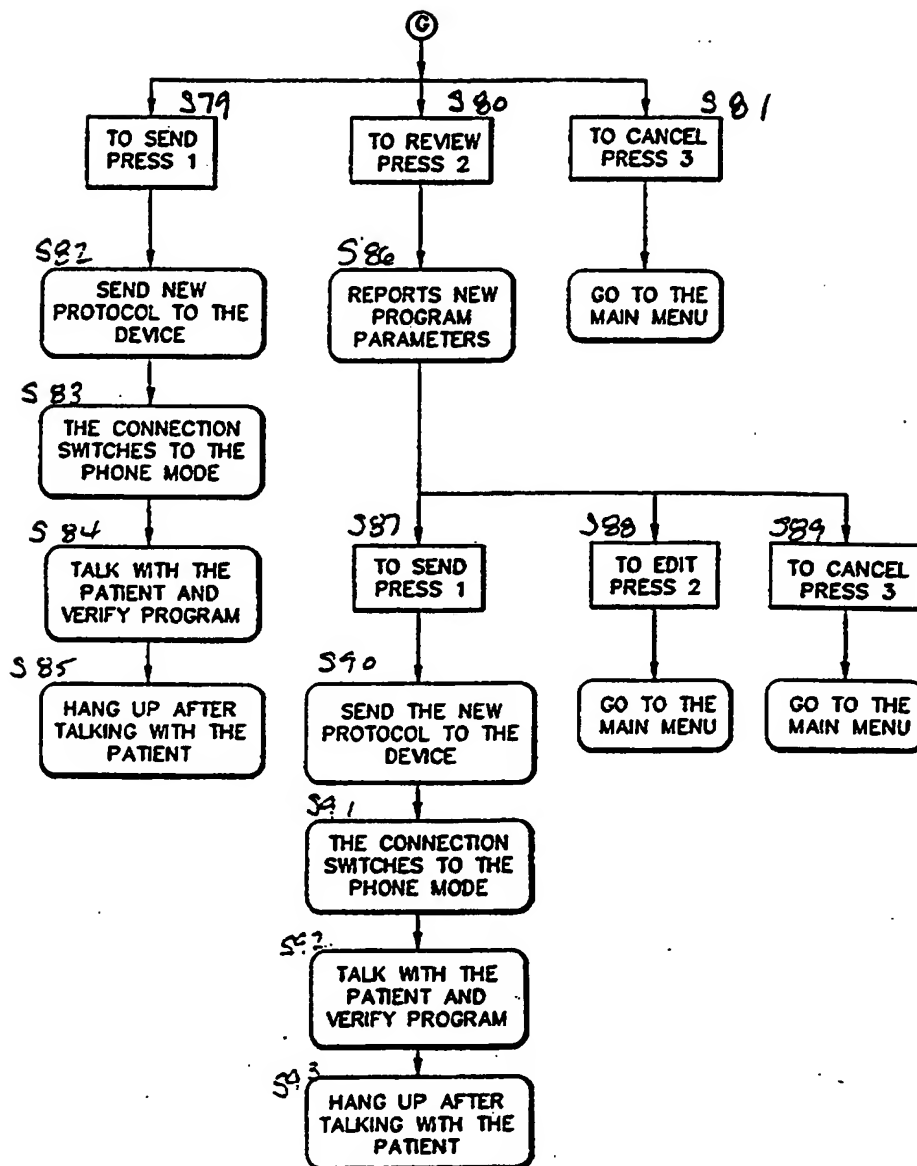 G
S79
S80
S81
TO SEND
PRESS 1
TO REVIEW
PRESS 2
TO CANCEL
PRESS 3
S82
SEND NEW
PROTOCOL TO THE
DEVICE
S86
REPORTS NEW
PROGRAM
PARAMETERS
GO TO THE
MAIN MENU
S83
THE CONNECTION
SWITCHES TO THE
PHONE MODE
S84
TALK WITH THE
PATIENT AND
VERIFY PROGRAM
S85
HANG UP AFTER
TALKING WITH THE
PATIENT
S87
TO SEND
PRESS 1
S88
TO EDIT
PRESS 2
S89
TO CANCEL
PRESS 3
S90
SEND THE NEW
PROTOCOL TO THE
DEVICE
GO TO THE
MAIN MENU
GO TO THE
MAIN MENU
S91
THE CONNECTION
SWITCHES TO THE
PHONE MODE
S92
TALK WITH THE
PATIENT AND
VERIFY PROGRAM
S93
HANG UP AFTER
TALKING WITH THE
PATIENT